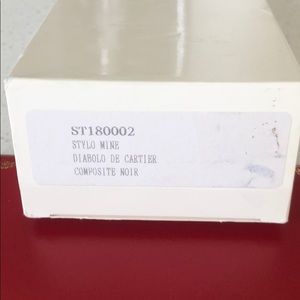 ST180002
STYLO MINE
DIABOLO DE CARTIER
COMPOSITE NOIR